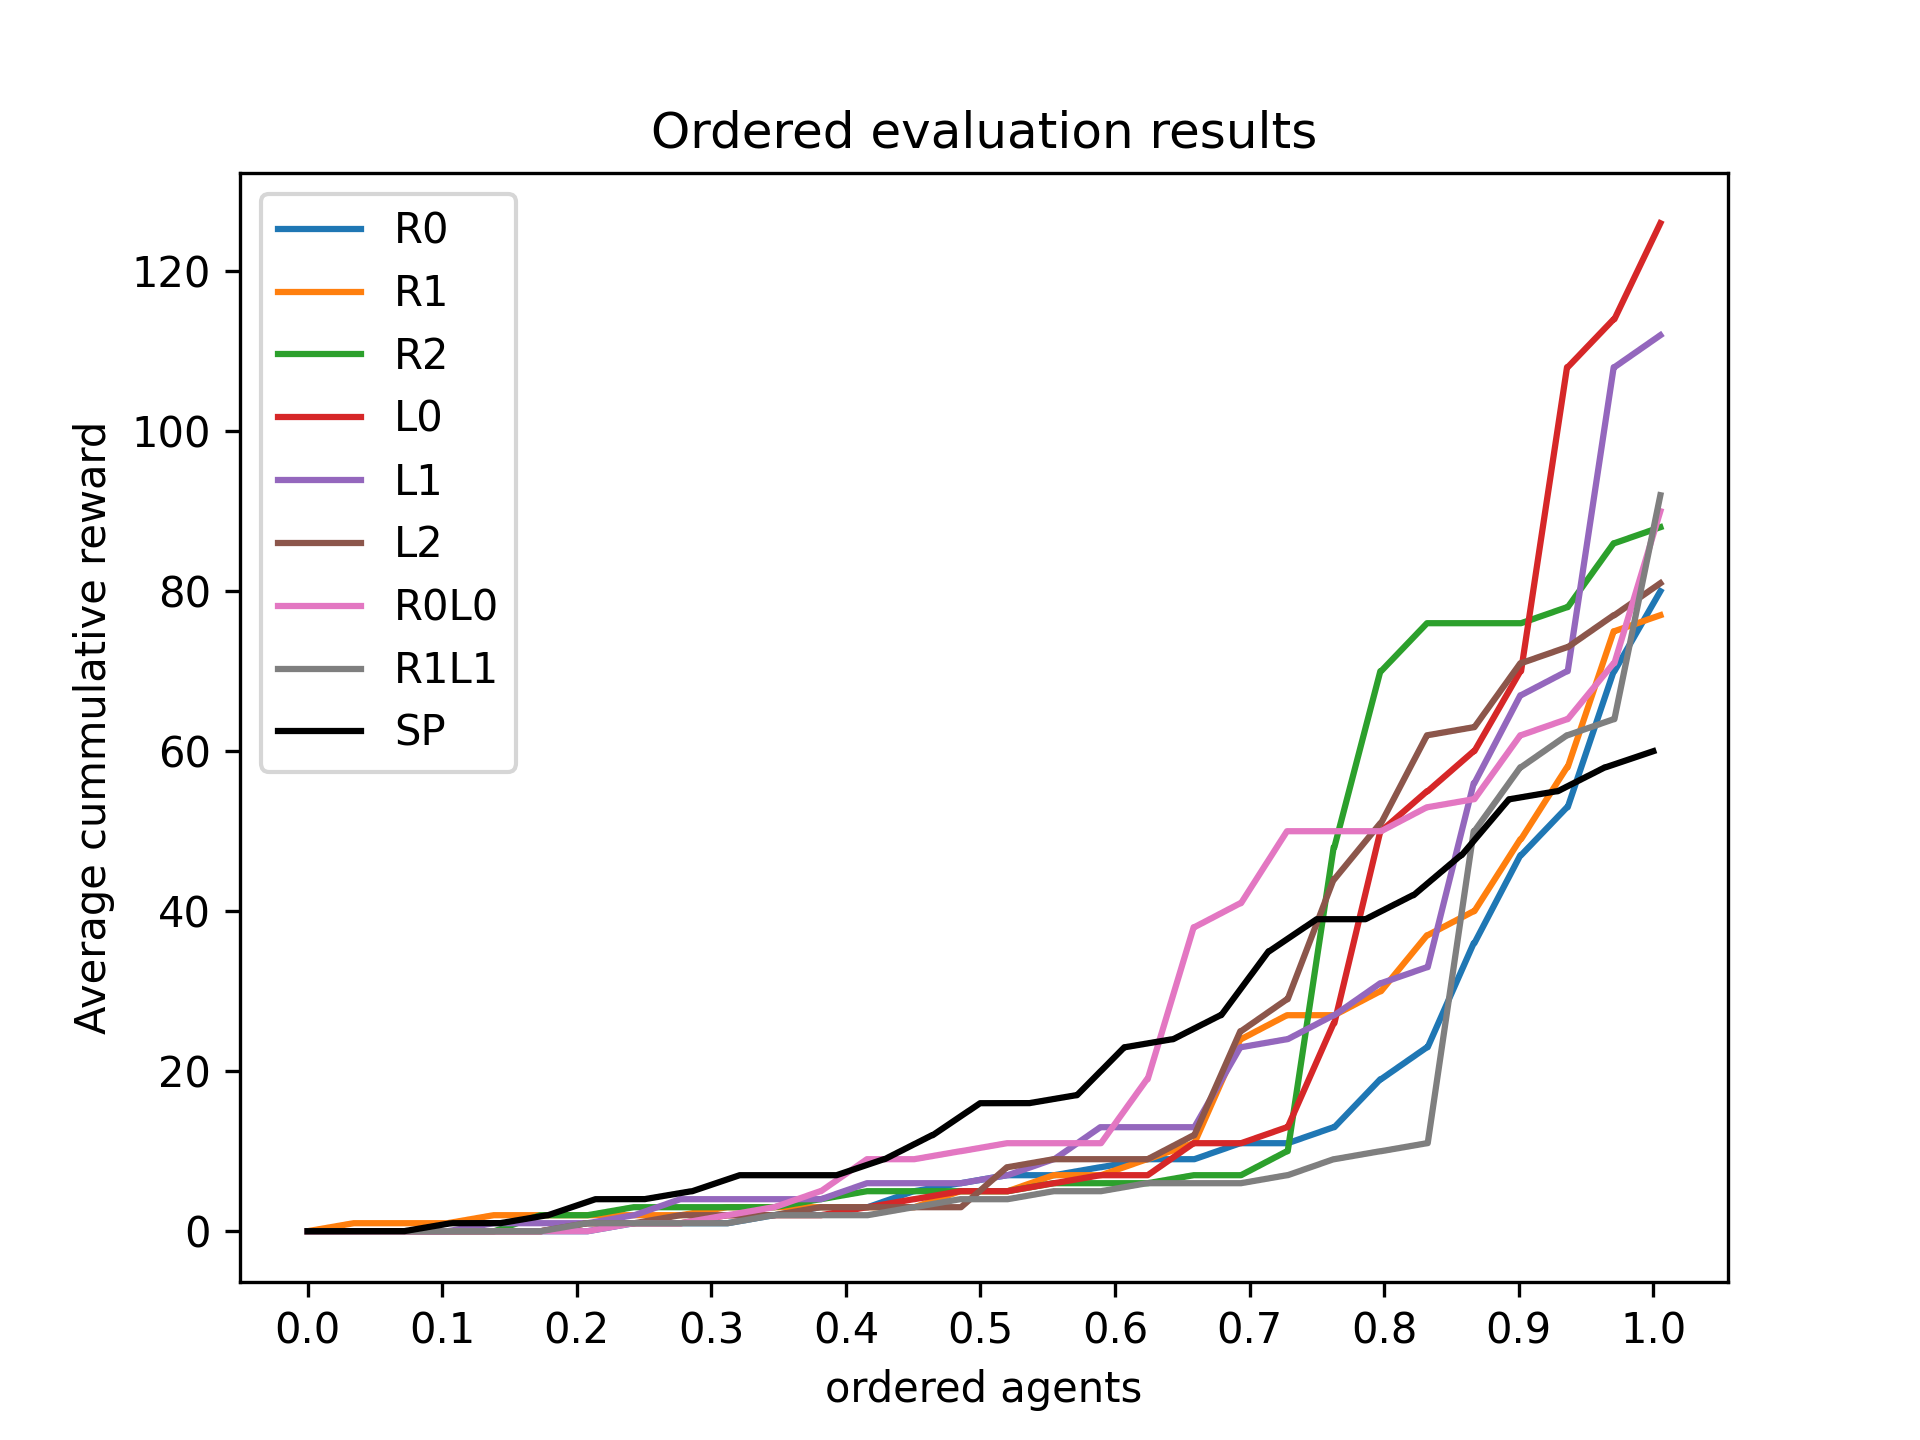 Ordered evaluation results
R0
R1
R2
L0
L1
L2
R0L0
R1L1
SP
120
100
80
60
40
20
0
Average cummulative reward
0.0 0.1 0.2 0.3 0.4 0.5 0.6 0.7 0.8 0.9 1.0
ordered agents